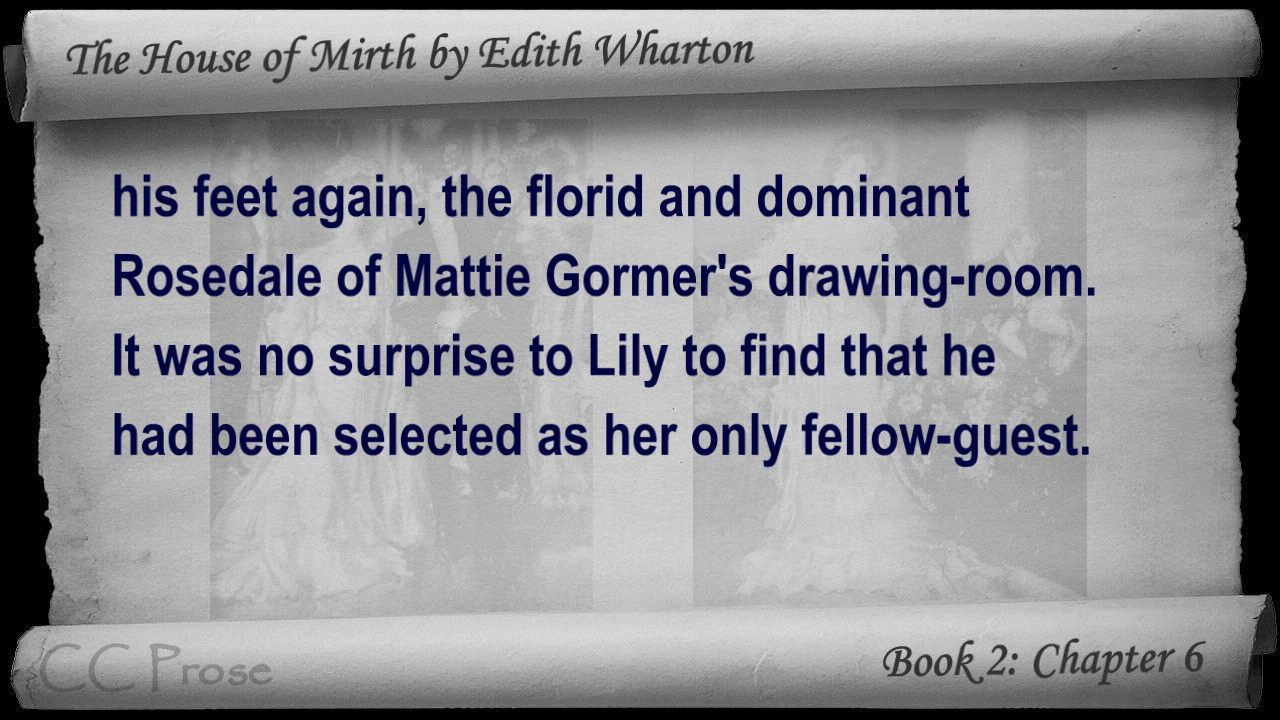 The House of Mirth by Edith Wharton
his feet again, the florid and dominant
Rosedale of Mattie Gormer's drawing-room.
It was no surprise to Lily to find that he
had been selected as her only fellow-guest.
CC Prose
Book 2: Chapter 6